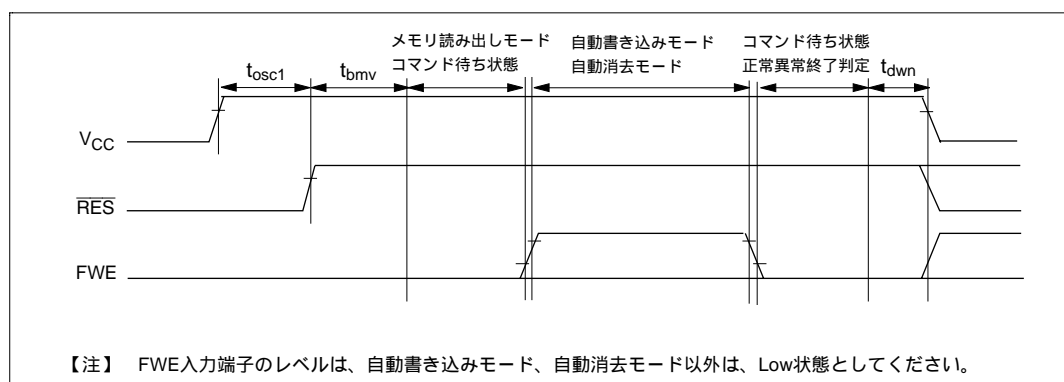 メモリ読み出しモード
コマンド待ち状態
自動書き込みモード
自動消去モード
コマンド待ち状態
正常異常終了判定
tosc1
tbmv
tdwn
VCC
RES
FWE
【注】 FWE入力端子のレベルは、自動書き込みモード、自動消去モード以外は、Low状態としてください。